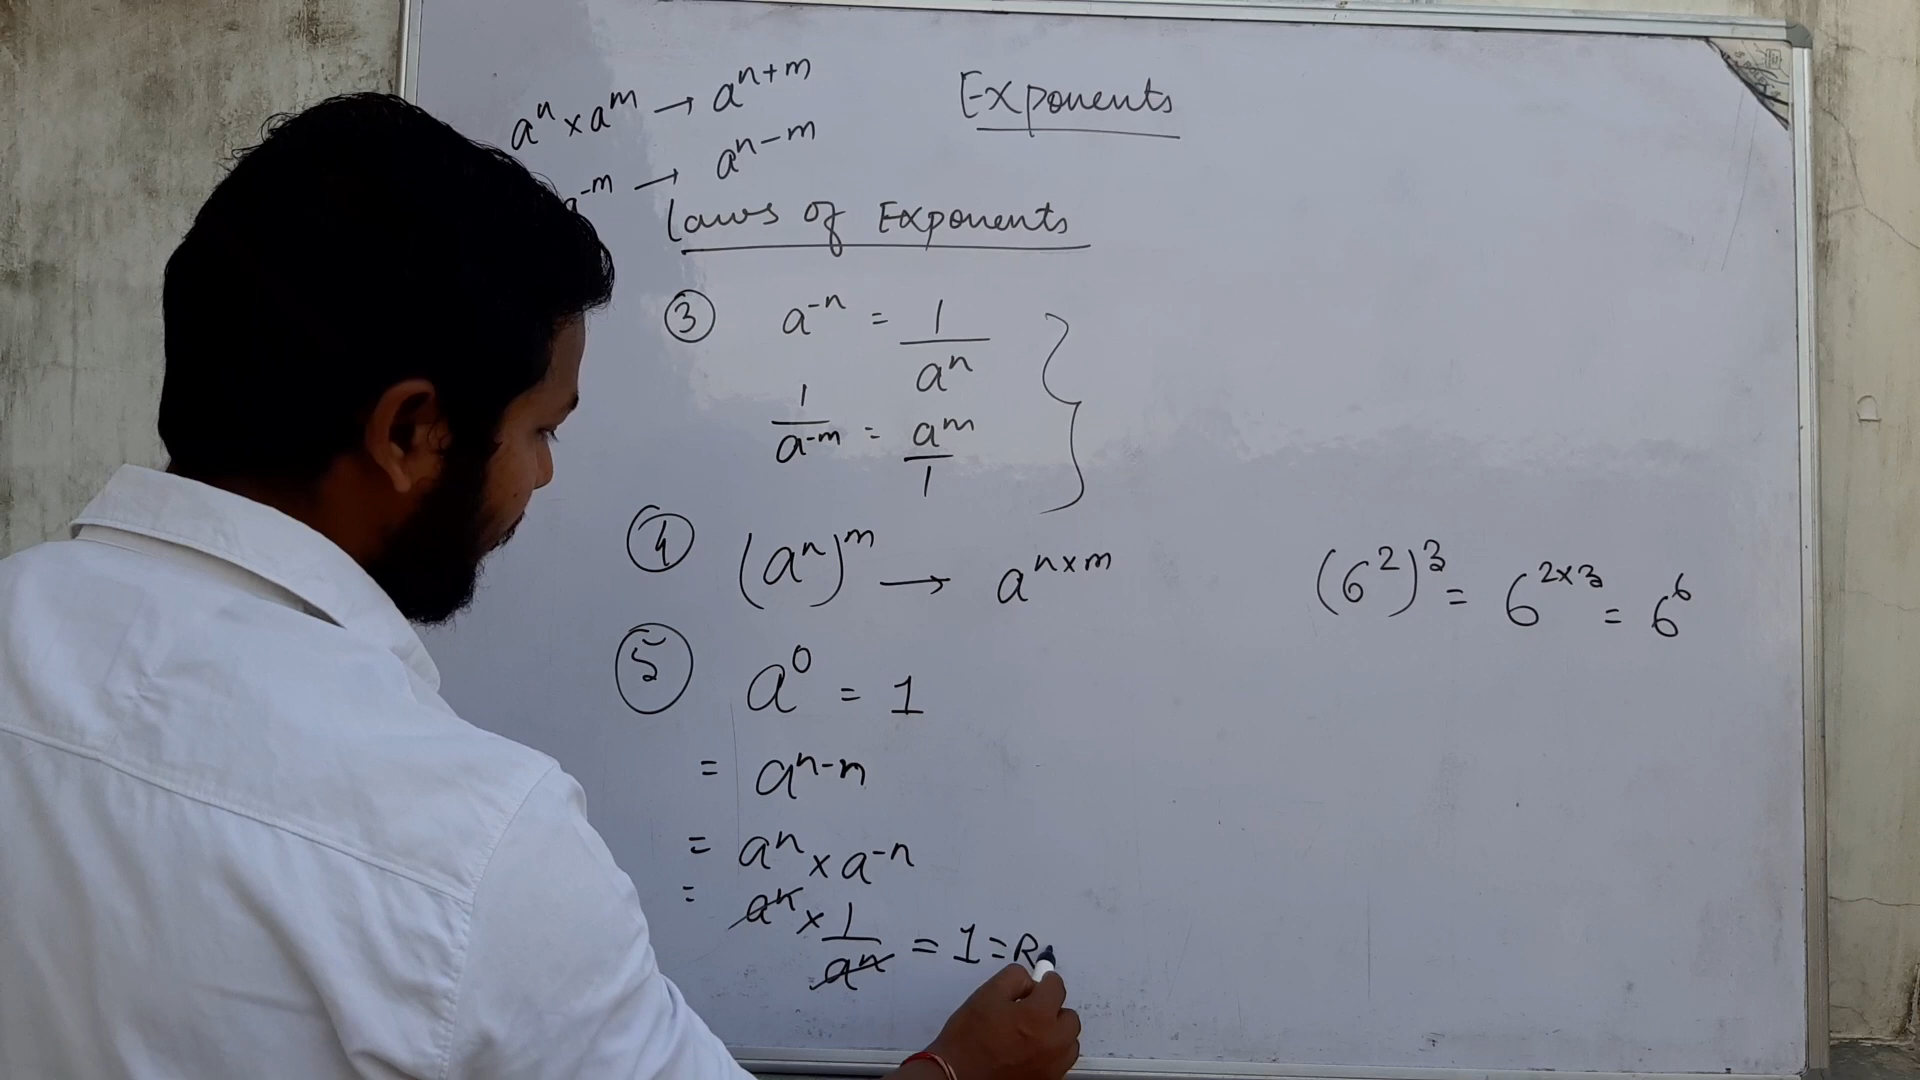 aⁿ × aᵐ → aⁿ⁺ᵐ
Exponents
⁻ᵐ → aⁿ⁻ᵐ
Laws of Exponents
③ a⁻ⁿ = 1/aⁿ
1/a⁻ᵐ = aᵐ/1
④ (aⁿ)ᵐ → aⁿˣᵐ
(6²)³ = 6²ˣ³ = 6⁶
⑤ a⁰ = 1
= aⁿ⁻ⁿ
= aⁿ × a⁻ⁿ
= aⁿ × 1/aⁿ = 1 = R